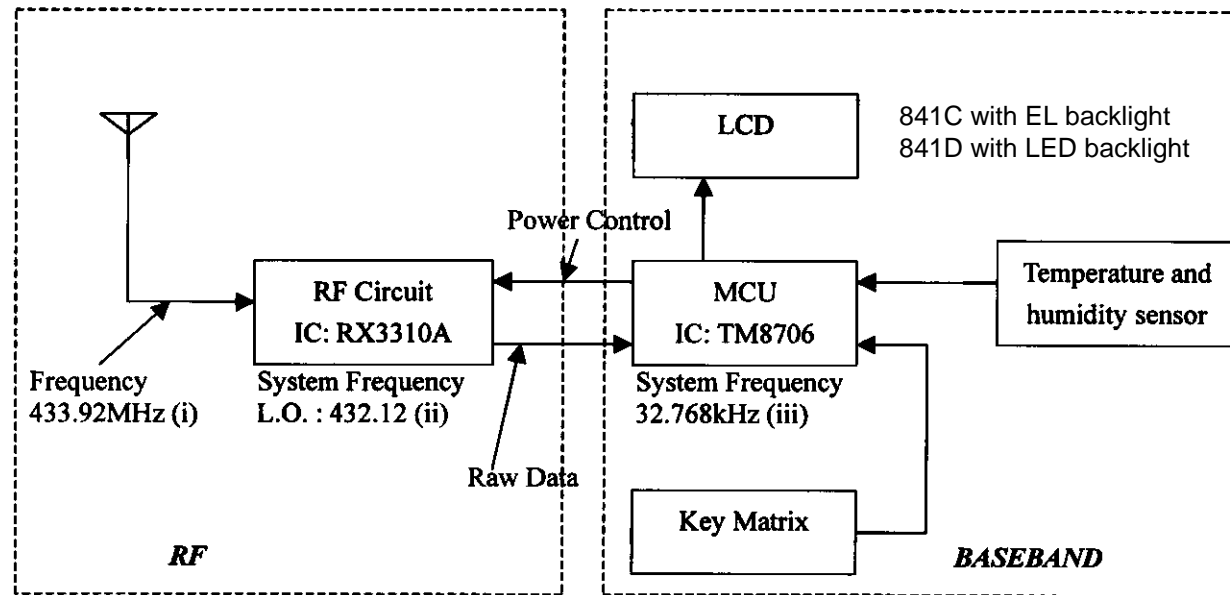 LCD
841C with EL backlight
841D with LED backlight
Power Control
RF Circuit
IC: RX3310A
MCU
IC: TM8706
Temperature and
humidity sensor
Frequency
433.92MHz (i)
System Frequency
L.O. : 432.12 (ii)
System Frequency
32.768kHz (iii)
Raw Data
Key Matrix
RF
BASEBAND